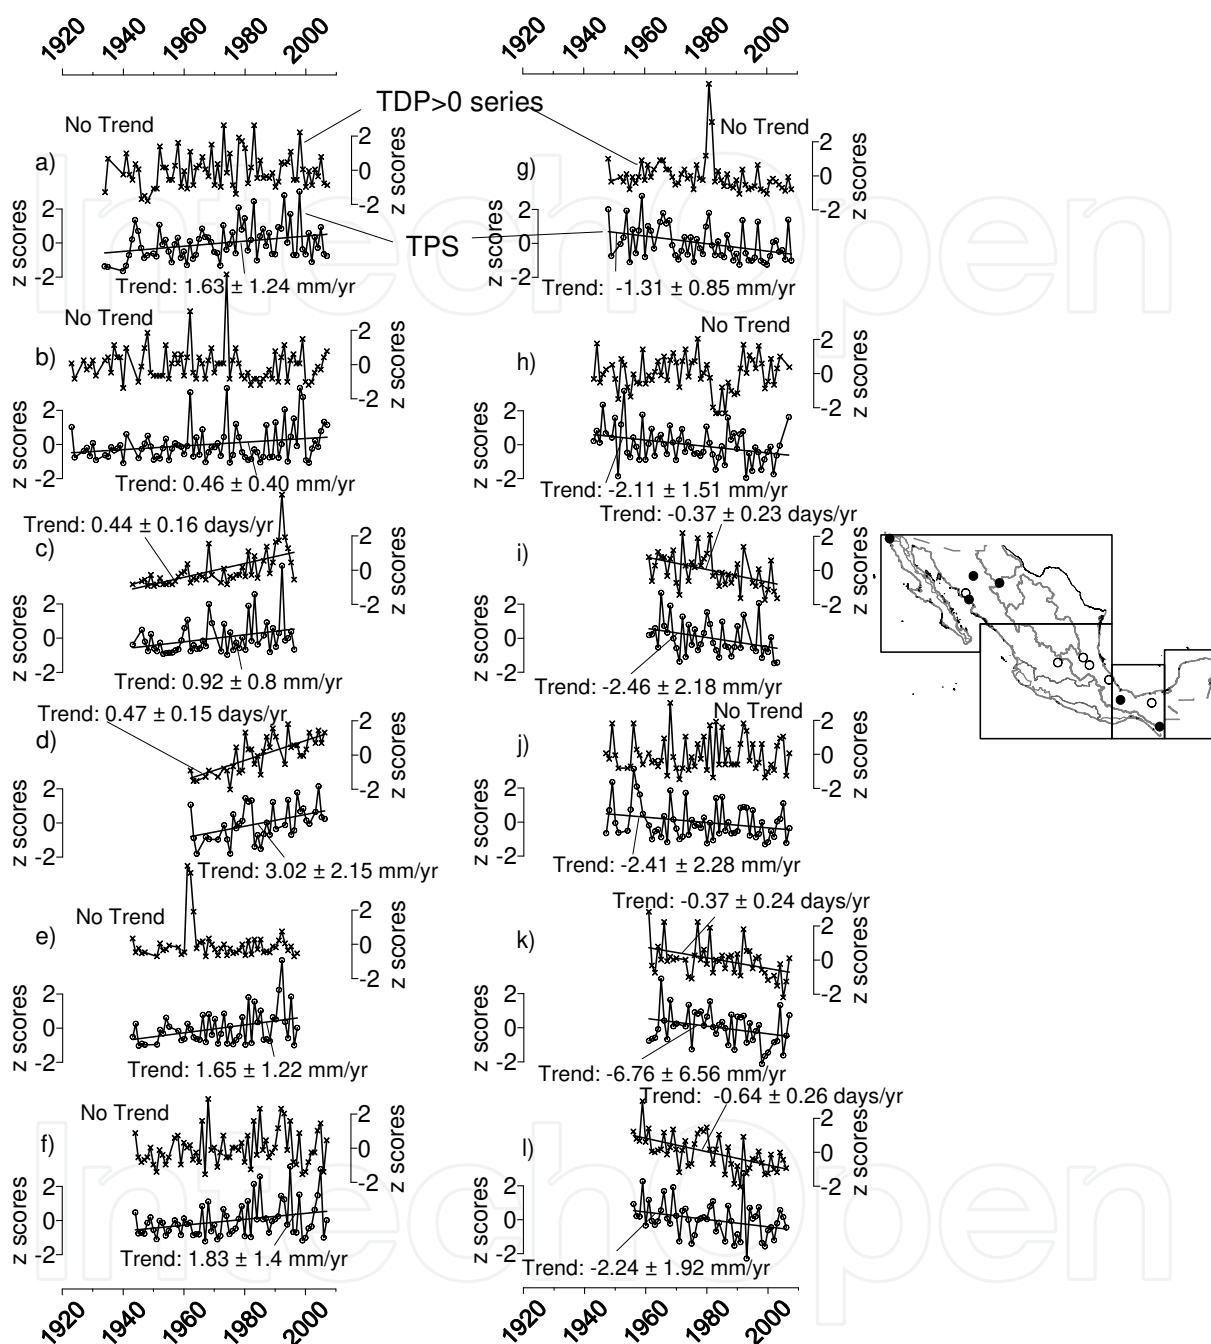 1920 1940 1960 1980 2000
1920 1940 1960 1980 2000
TDP>0 series
TPS
a)
No Trend
2 0 -2 z scores
z scores 2 0 -2
Trend: 1.63 ± 1.24 mm/yr
b)
No Trend
2 0 -2 z scores
z scores 2 0 -2
Trend: 0.46 ± 0.40 mm/yr
c)
Trend: 0.44 ± 0.16 days/yr
2 0 -2 z scores
z scores 2 0 -2
Trend: 0.92 ± 0.8 mm/yr
d)
Trend: 0.47 ± 0.15 days/yr
2 0 -2 z scores
z scores 2 0 -2
Trend: 3.02 ± 2.15 mm/yr
e)
No Trend
2 0 -2 z scores
z scores 2 0 -2
Trend: 1.65 ± 1.22 mm/yr
f)
No Trend
2 0 -2 z scores
z scores 2 0 -2
Trend: 1.83 ± 1.4 mm/yr
1920 1940 1960 1980 2000
g)
No Trend
2 0 -2 z scores
z scores 2 0 -2
Trend: -1.31 ± 0.85 mm/yr
h)
No Trend
2 0 -2 z scores
z scores 2 0 -2
Trend: -2.11 ± 1.51 mm/yr
i)
Trend: -0.37 ± 0.23 days/yr
2 0 -2 z scores
z scores 2 0 -2
Trend: -2.46 ± 2.18 mm/yr
j)
No Trend
2 0 -2 z scores
z scores 2 0 -2
Trend: -2.41 ± 2.28 mm/yr
k)
Trend: -0.37 ± 0.24 days/yr
2 0 -2 z scores
z scores 2 0 -2
Trend: -6.76 ± 6.56 mm/yr
l)
Trend: -0.64 ± 0.26 days/yr
2 0 -2 z scores
z scores 2 0 -2
Trend: -2.24 ± 1.92 mm/yr
1920 1940 1960 1980 2000
IntechOpen
IntechOpen